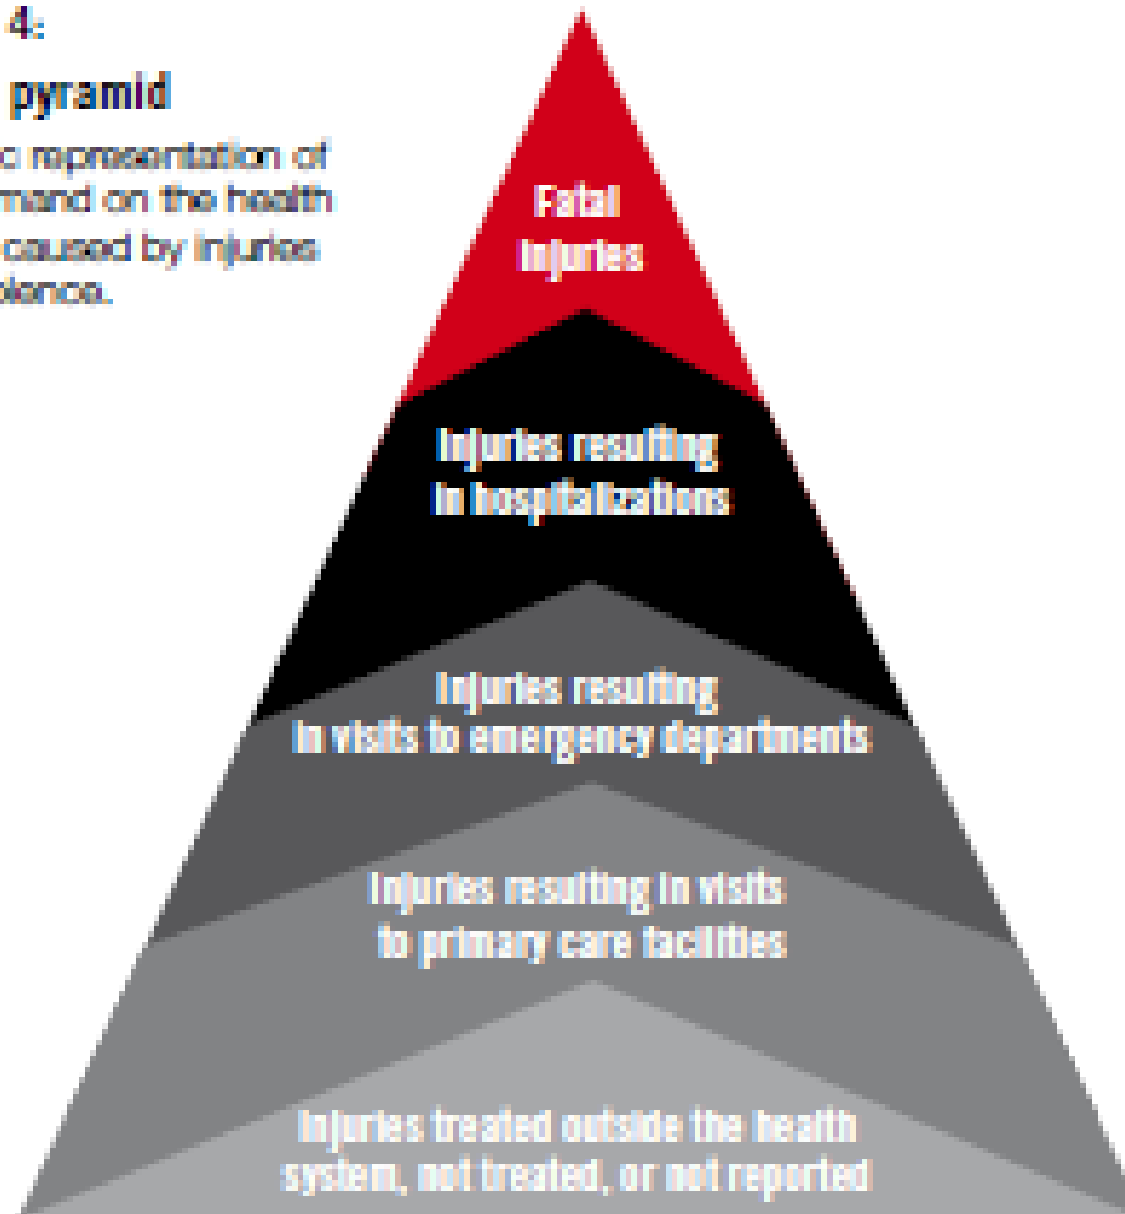 4:
pyramid
c representation of
mand on the health
caused by injuries
olence.
Fatal
Injuries
Injuries resulting
in hospitalizations
Injuries resulting
in visits to emergency departments
Injuries resulting in visits
to primary care facilities
Injuries treated outside the health
system, not treated, or not reported